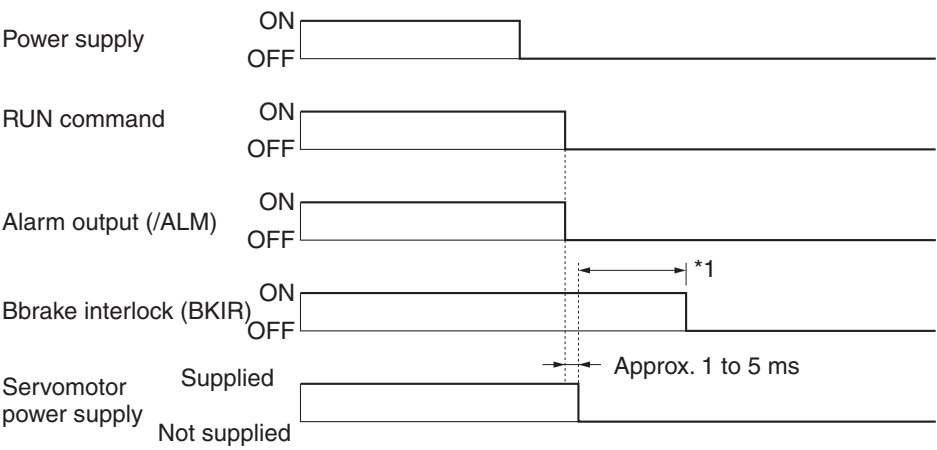 Power supply
ON
OFF
RUN command
ON
OFF
Alarm output (/ALM)
ON
OFF
*1
Bbrake interlock (BKIR)
ON
OFF
Approx. 1 to 5 ms
Servomotor
power supply
Supplied
Not supplied